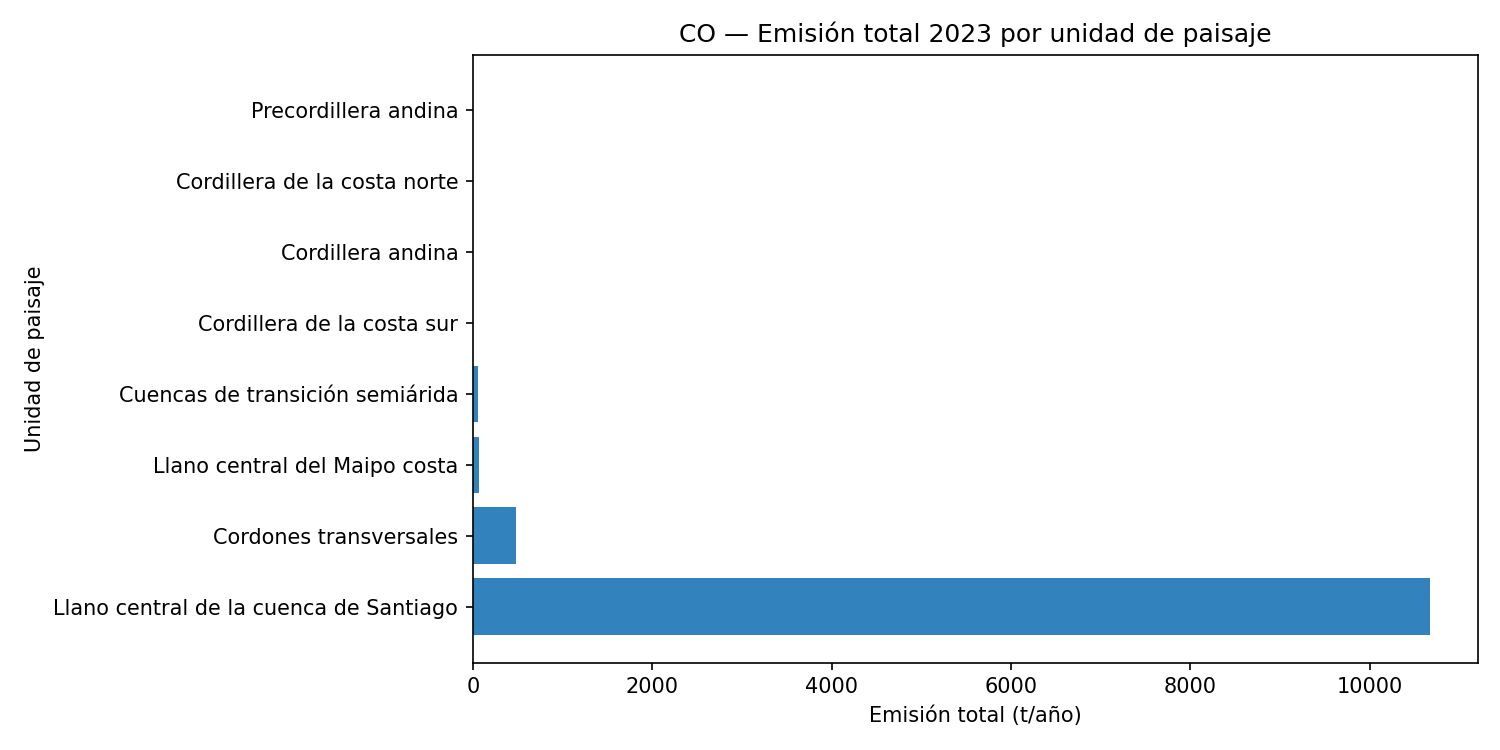 CO — Emisión total 2023 por unidad de paisaje
Unidad de paisaje
Precordillera andina
Cordillera de la costa norte
Cordillera andina
Cordillera de la costa sur
Cuencas de transición semiárida
Llano central del Maipo costa
Cordones transversales
Llano central de la cuenca de Santiago
0 2000 4000 6000 8000 10000
Emisión total (t/año)